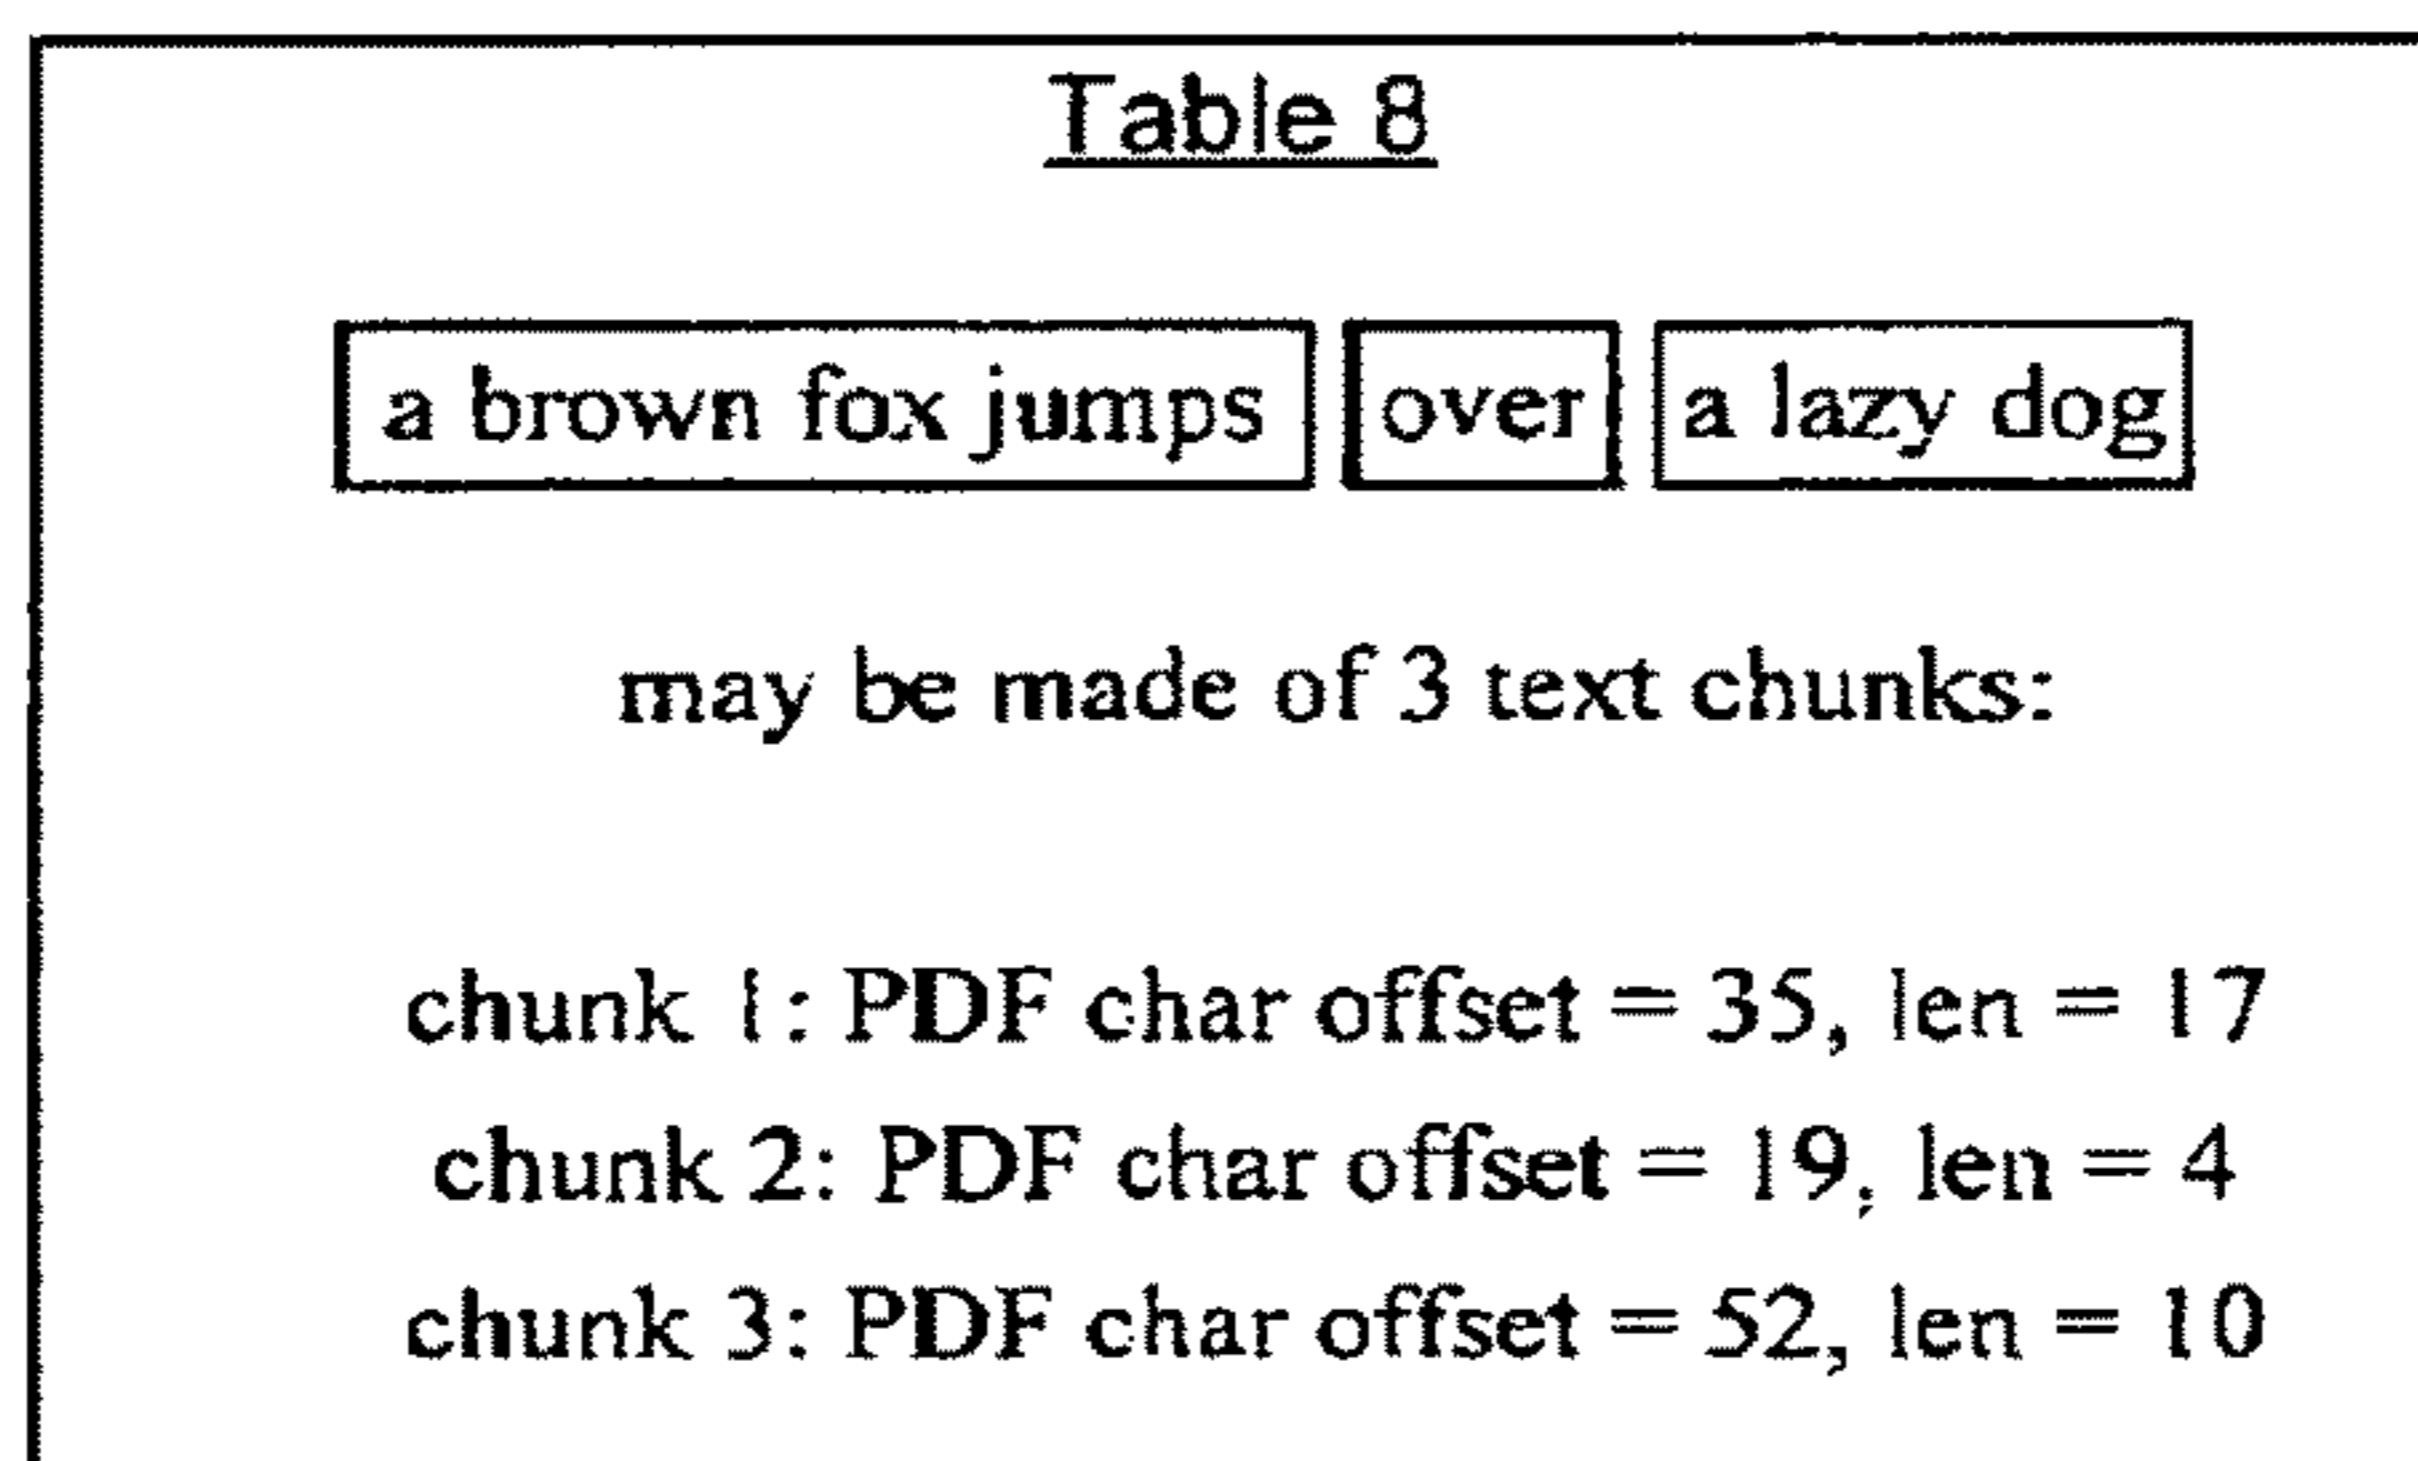 Table 8
a brown fox jumps over a lazy dog
may be made of 3 text chunks:
chunk 1: PDF char offset = 35, len = 17
chunk 2: PDF char offset = 19, len = 4
chunk 3: PDF char offset = 52, len = 10